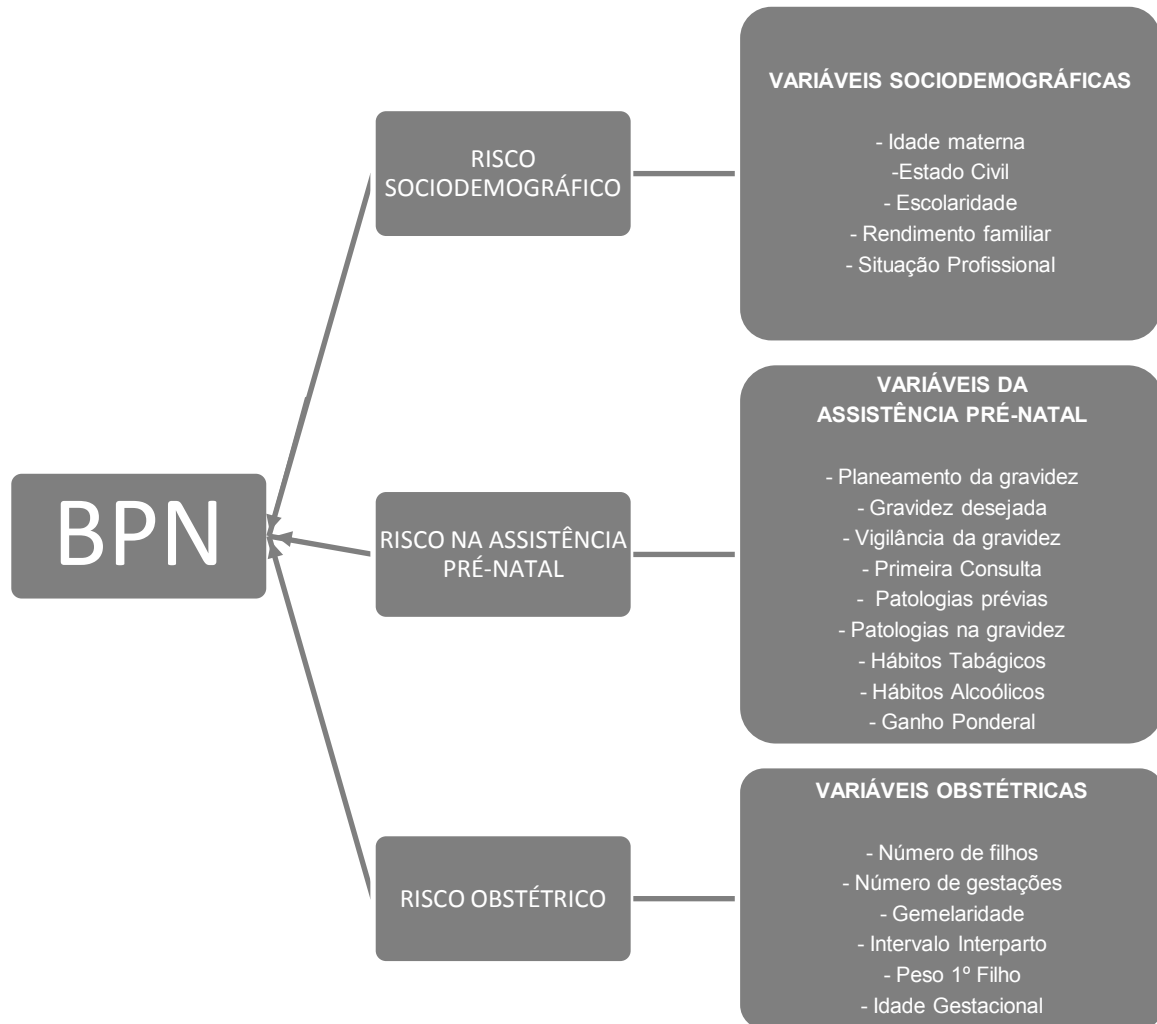 BPN
RISCO
SOCIODEMOGRÁFICO
VARIÁVEIS SOCIODEMOGRÁFICAS
- Idade materna
-Estado Civil
- Escolaridade
- Rendimento familiar
- Situação Profissional
RISCO NA ASSISTÊNCIA
PRÉ-NATAL
VARIÁVEIS DA
ASSISTÊNCIA PRÉ-NATAL
- Planeamento da gravidez
- Gravidez desejada
- Vigilância da gravidez
- Primeira Consulta
- Patologias prévias
- Patologias na gravidez
- Hábitos Tabágicos
- Hábitos Alcoólicos
- Ganho Ponderal
RISCO OBSTÉTRICO
VARIÁVEIS OBSTÉTRICAS
- Número de filhos
- Número de gestações
- Gemelaridade
- Intervalo Interparto
- Peso 1º Filho
- Idade Gestacional